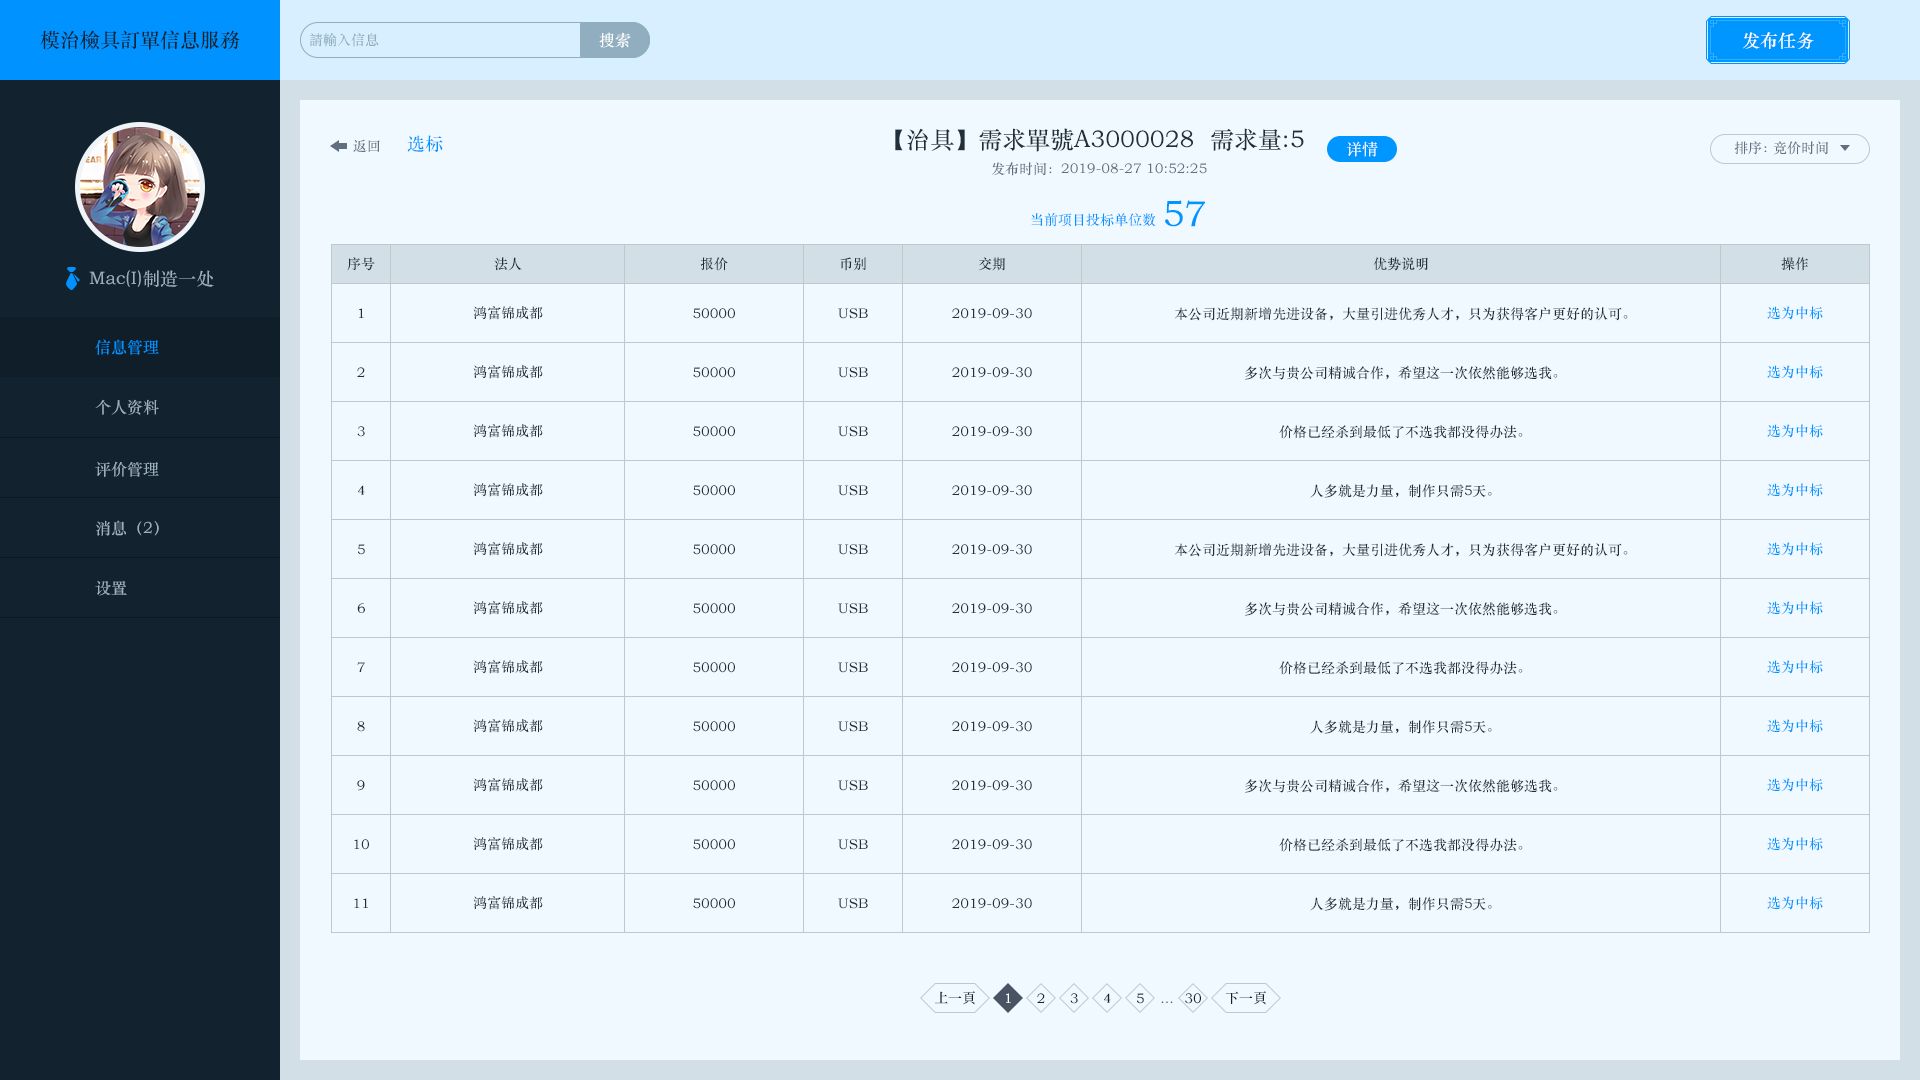 模治檢具訂單信息服務
請輸入信息
搜索
发布任务
EAR
Mac(I)制造一处
信息管理
个人资料
评价管理
消息（2）
设置
返回
选标
【治具】需求單號A3000028 需求量:5
详情
发布时间：2019-08-27 10:52:25
排序: 竞价时间
当前项目投标单位数 57
序号 法人 报价 币别 交期 优势说明 操作
1 鸿富锦成都 50000 USB 2019-09-30 本公司近期新增先进设备，大量引进优秀人才，只为获得客户更好的认可。 选为中标
2 鸿富锦成都 50000 USB 2019-09-30 多次与贵公司精诚合作，希望这一次依然能够选我。 选为中标
3 鸿富锦成都 50000 USB 2019-09-30 价格已经杀到最低了不选我都没得办法。 选为中标
4 鸿富锦成都 50000 USB 2019-09-30 人多就是力量，制作只需5天。 选为中标
5 鸿富锦成都 50000 USB 2019-09-30 本公司近期新增先进设备，大量引进优秀人才，只为获得客户更好的认可。 选为中标
6 鸿富锦成都 50000 USB 2019-09-30 多次与贵公司精诚合作，希望这一次依然能够选我。 选为中标
7 鸿富锦成都 50000 USB 2019-09-30 价格已经杀到最低了不选我都没得办法。 选为中标
8 鸿富锦成都 50000 USB 2019-09-30 人多就是力量，制作只需5天。 选为中标
9 鸿富锦成都 50000 USB 2019-09-30 多次与贵公司精诚合作，希望这一次依然能够选我。 选为中标
10 鸿富锦成都 50000 USB 2019-09-30 价格已经杀到最低了不选我都没得办法。 选为中标
11 鸿富锦成都 50000 USB 2019-09-30 人多就是力量，制作只需5天。 选为中标
上一頁 1 2 3 4 5 ... 30 下一頁